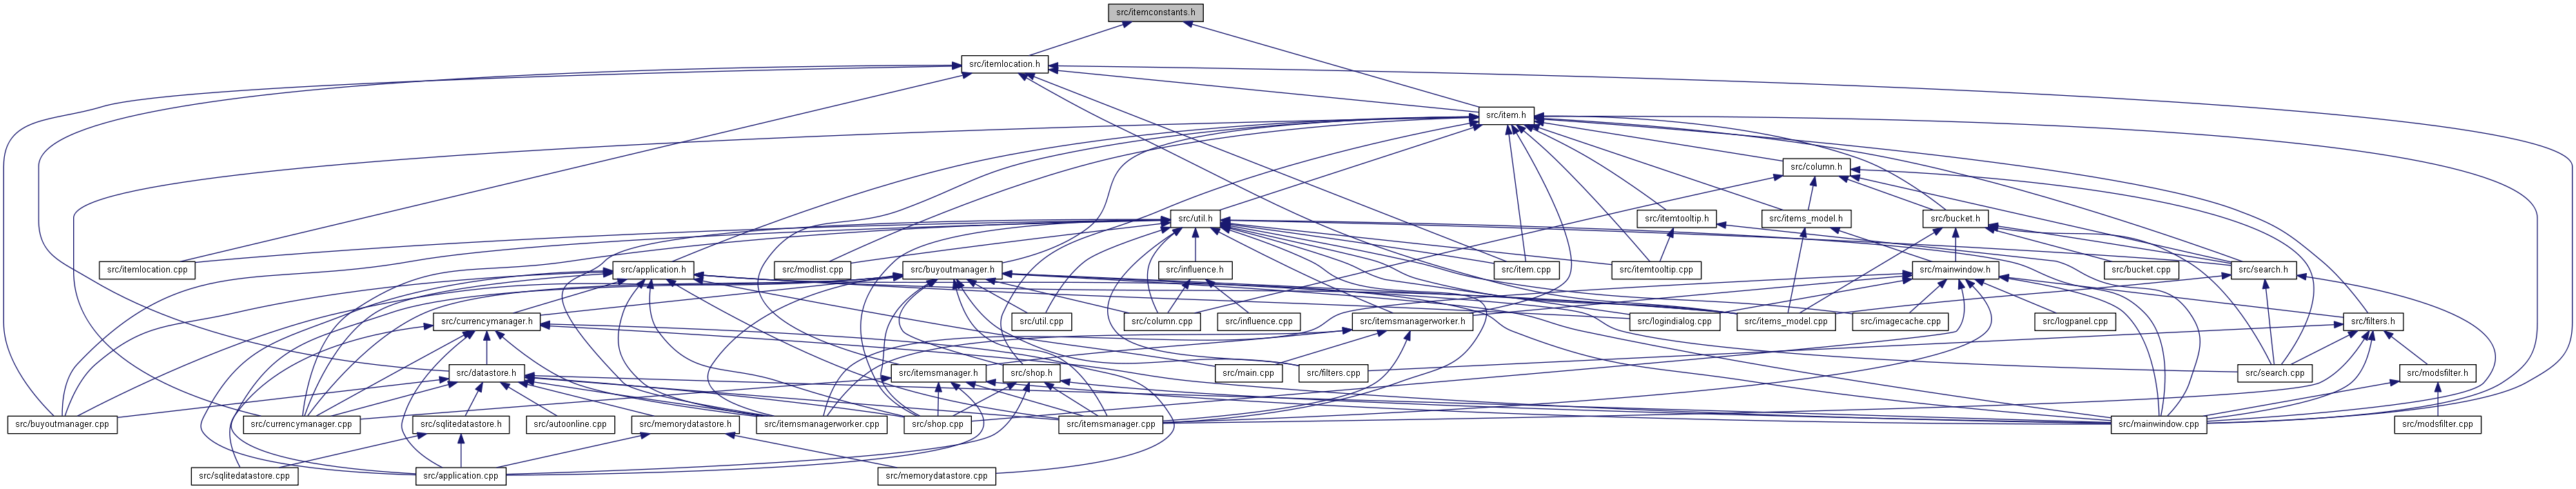 src/itemconstants.h
src/itemlocation.h
src/item.h
src/column.h
src/util.h
src/itemtooltip.h
src/items_model.h
src/bucket.h
src/itemlocation.cpp
src/application.h
src/modlist.cpp
src/buyoutmanager.h
src/influence.h
src/item.cpp
src/itemtooltip.cpp
src/mainwindow.h
src/bucket.cpp
src/search.h
src/currencymanager.h
src/util.cpp
src/column.cpp
src/influence.cpp
src/itemsmanagerworker.h
src/logindialog.cpp
src/items_model.cpp
src/imagecache.cpp
src/logpanel.cpp
src/filters.h
src/datastore.h
src/itemsmanager.h
src/shop.h
src/main.cpp
src/filters.cpp
src/search.cpp
src/modsfilter.h
src/buyoutmanager.cpp
src/currencymanager.cpp
src/sqlitedatastore.h
src/autoonline.cpp
src/memorydatastore.h
src/itemsmanagerworker.cpp
src/shop.cpp
src/itemsmanager.cpp
src/mainwindow.cpp
src/modsfilter.cpp
src/sqlitedatastore.cpp
src/application.cpp
src/memorydatastore.cpp